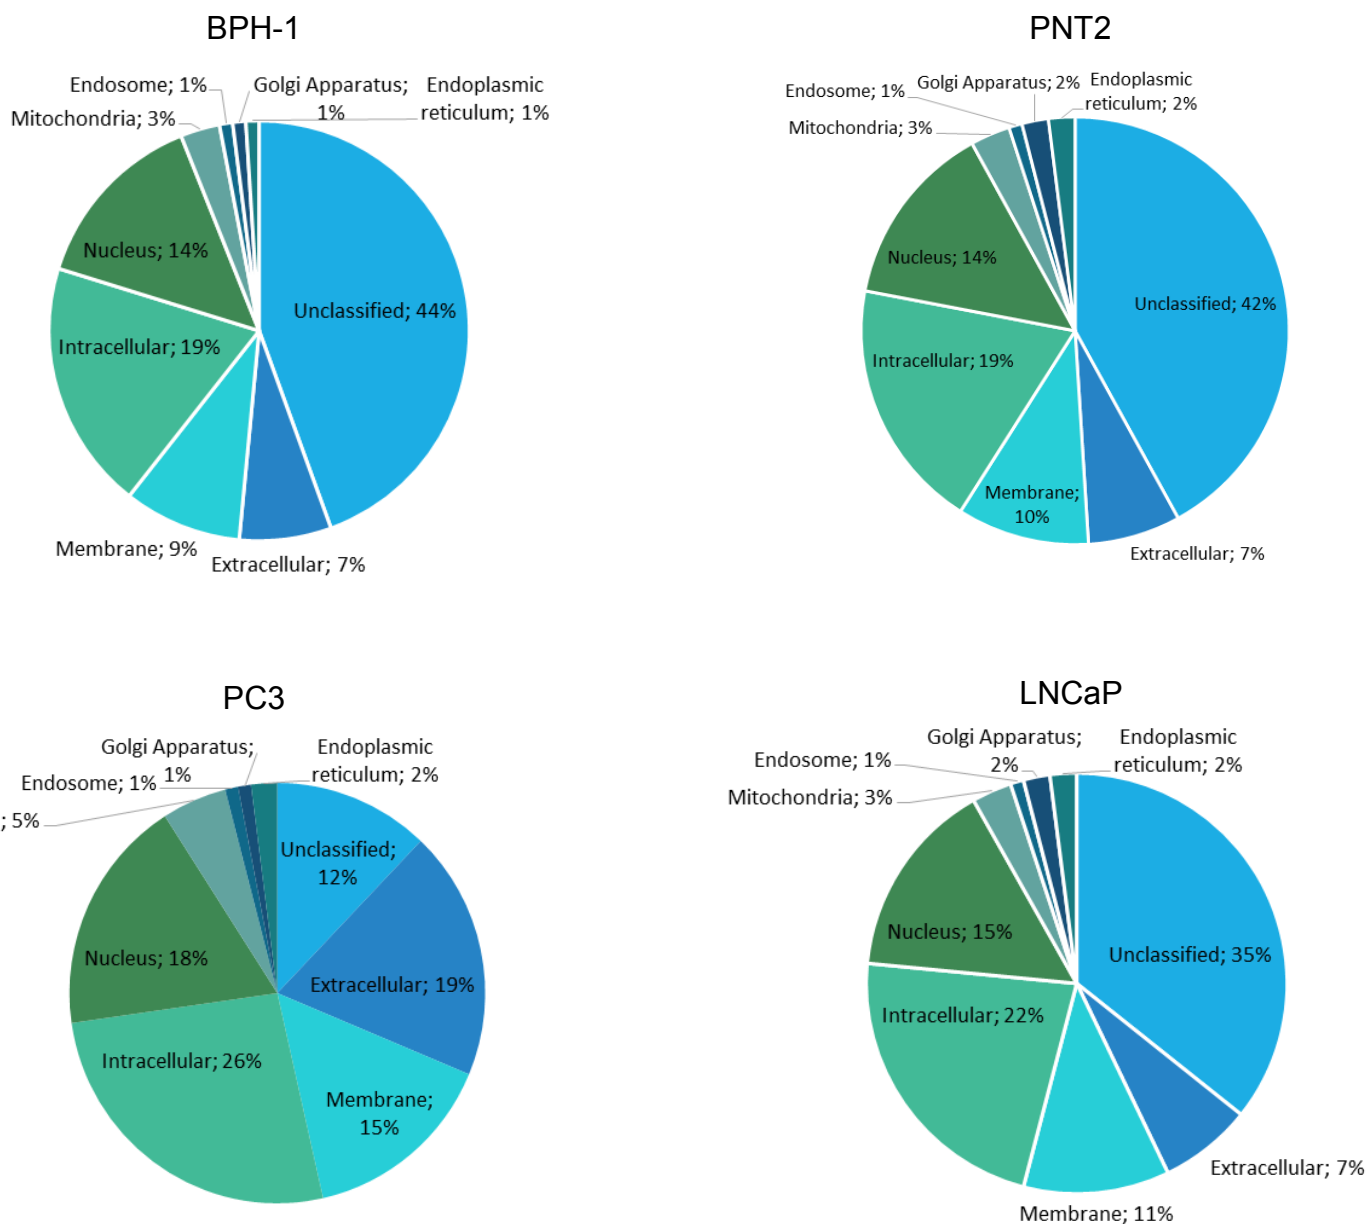 BPH-1
Endosome; 1%
Golgi Apparatus;
1%
Endoplasmic
reticulum; 1%
Mitochondria; 3%
Nucleus; 14%
Unclassified; 44%
Intracellular; 19%
Membrane; 9%
Extracellular; 7%
PNT2
Endosome; 1%
Golgi Apparatus; 2%
Endoplasmic
reticulum; 2%
Mitochondria; 3%
Nucleus; 14%
Unclassified; 42%
Intracellular; 19%
Membrane;
10%
Extracellular; 7%
PC3
Golgi Apparatus;
1%
Endoplasmic
reticulum; 2%
Endosome; 1%
; 5%
Unclassified;
12%
Nucleus; 18%
Extracellular; 19%
Intracellular; 26%
Membrane;
15%
LNCaP
Golgi Apparatus;
2%
Endoplasmic
reticulum; 2%
Endosome; 1%
Mitochondria; 3%
Nucleus; 15%
Unclassified; 35%
Intracellular; 22%
Extracellular; 7%
Membrane; 11%